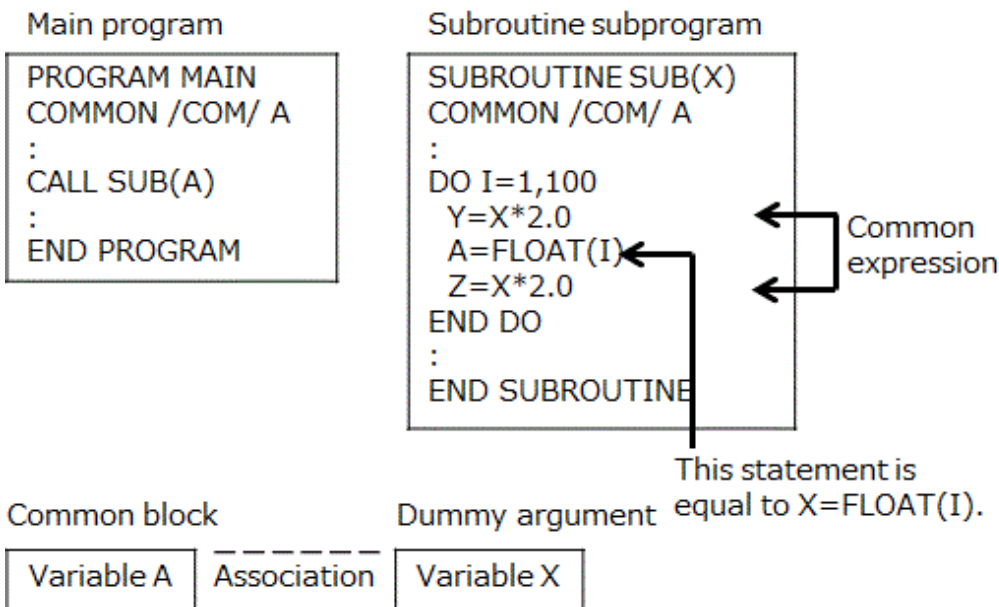 Main program
PROGRAM MAIN
COMMON /COM/ A
:
CALL SUB(A)
:
END PROGRAM
Subroutine subprogram
SUBROUTINE SUB(X)
COMMON /COM/ A
:
DO I=1,100
Y=X*2.0
A=FLOAT(I)
Z=X*2.0
END DO
:
END SUBROUTINE
Common
expression
This statement is
equal to X=FLOAT(I).
Common block
Dummy argument
Variable A
Association
Variable X